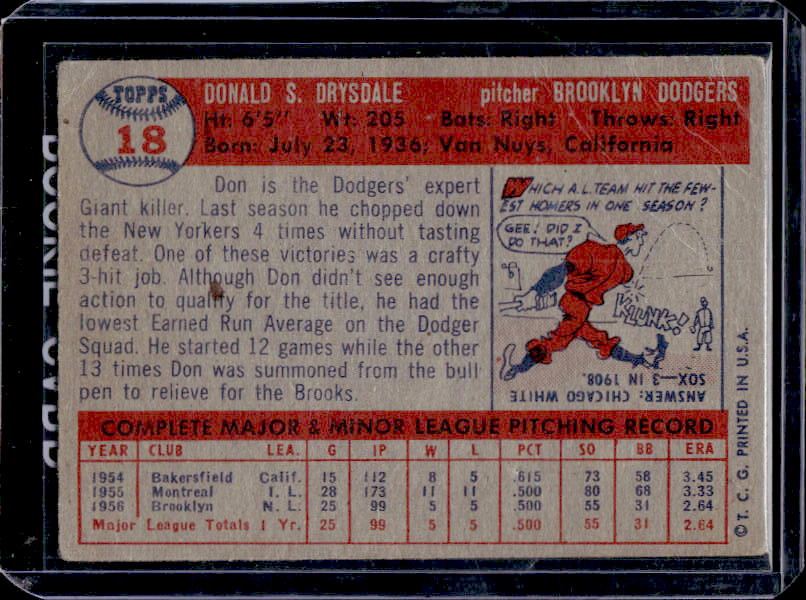 TOPPS
18
DONALD S. DRYSDALE pitcher BROOKLYN DODGERS
Ht: 6'5" Wt: 205 Bats: Right Throws: Right
Born: July 23, 1936; Van Nuys, California
Don is the Dodgers' expert
Giant killer. Last season he chopped down
the New Yorkers 4 times without tasting
defeat. One of these victories was a crafty
3-hit job. Although Don didn't see enough
action to qualify for the title, he had the
lowest Earned Run Average on the Dodger
Squad. He started 12 games while the other
13 times Don was summoned from the bull
pen to relieve for the Brooks.
WHICH A.L. TEAM HIT THE FEW-
EST HOMERS IN ONE SEASON?
GEE! DID I
DO THAT?
KLUNK!
ANSWER: CHICAGO WHITE
SOX—3 IN 1908.
COMPLETE MAJOR & MINOR LEAGUE PITCHING RECORD
YEAR CLUB LEA. G IP W L PCT SO BB ERA
1954 Bakersfield Calif. 15 112 8 5 .615 73 58 3.45
1955 Montreal I. L. 28 173 11 11 .500 80 68 3.33
1956 Brooklyn N. L. 25 99 5 5 .500 55 31 2.64
Major League Totals 1 Yr. 25 99 5 5 .500 55 31 2.64
© T. C. G. PRINTED IN U.S.A.